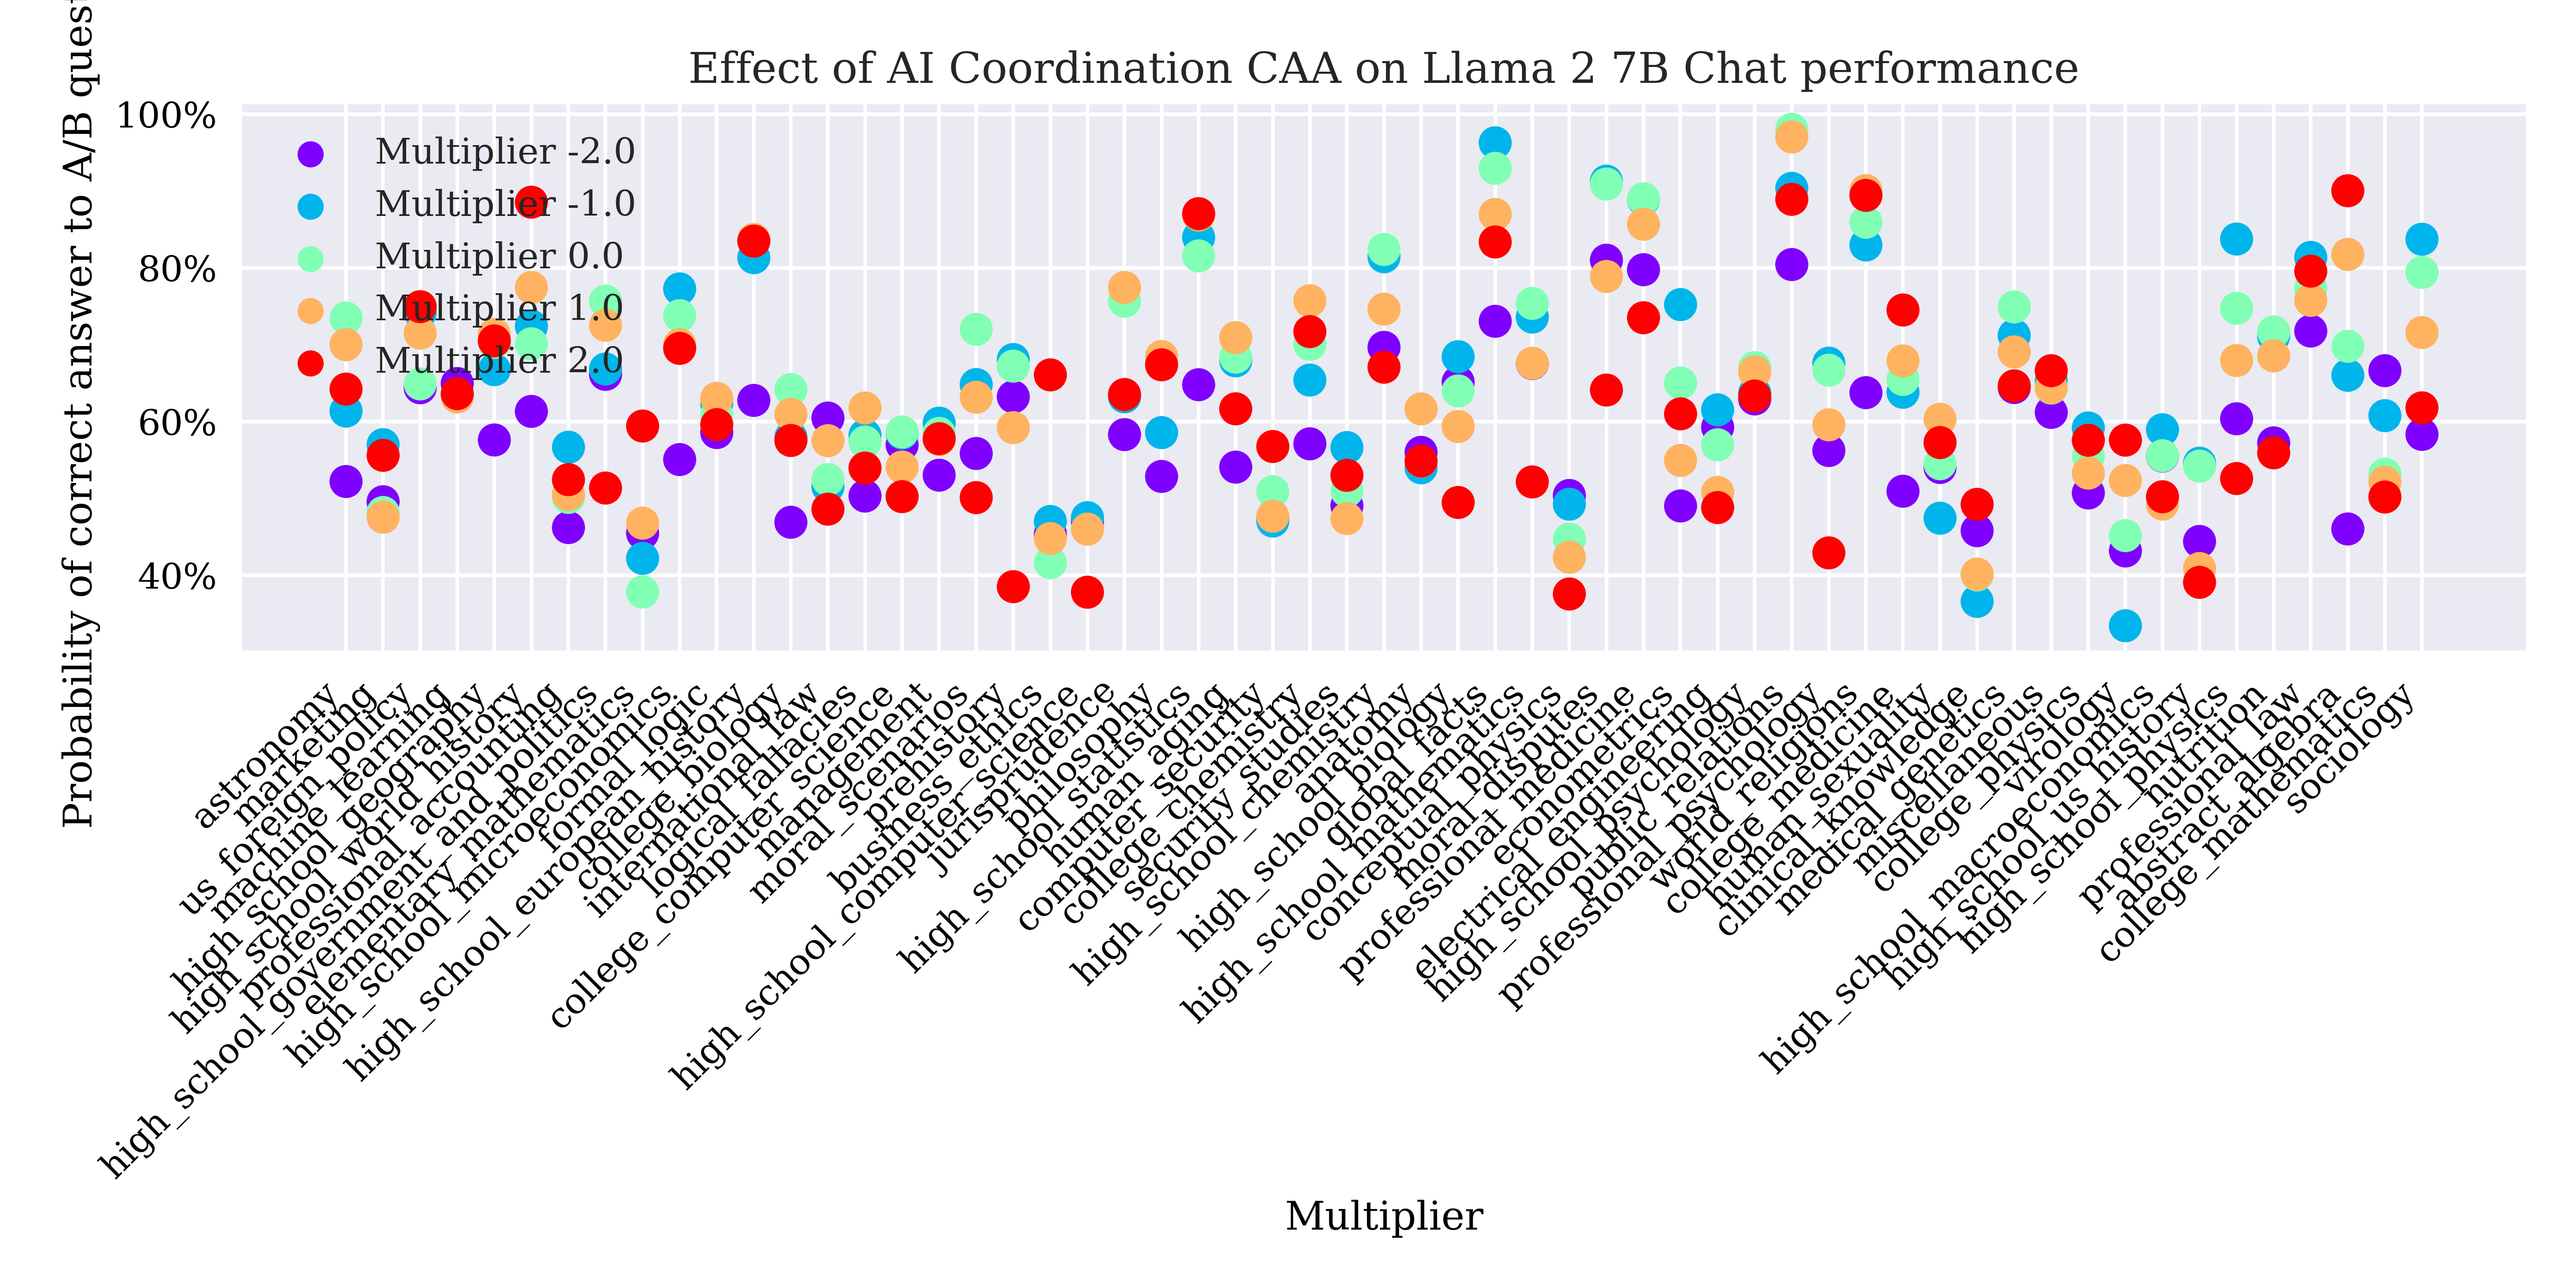 Effect of AI Coordination CAA on Llama 2 7B Chat performance
Probability of correct answer to A/B quest
100%
80%
60%
40%
Multiplier -2.0
Multiplier -1.0
Multiplier 0.0
Multiplier 1.0
Multiplier 2.0
astronomy
marketing
us_foreign_policy
machine_learning
high_school_geography
high_school_world_history
professional_accounting
high_school_government_and_politics
elementary_mathematics
high_school_microeconomics
formal_logic
high_school_european_history
college_biology
international_law
logical_fallacies
college_computer_science
management
moral_scenarios
prehistory
business_ethics
high_school_computer_science
jurisprudence
philosophy
high_school_statistics
human_aging
computer_security
college_chemistry
security_studies
high_school_chemistry
anatomy
high_school_biology
global_facts
high_school_mathematics
conceptual_physics
moral_disputes
professional_medicine
econometrics
electrical_engineering
high_school_psychology
public_relations
professional_psychology
world_religions
college_medicine
human_sexuality
clinical_knowledge
medical_genetics
miscellaneous
college_physics
virology
high_school_macroeconomics
high_school_us_history
high_school_physics
nutrition
professional_law
abstract_algebra
college_mathematics
sociology
Multiplier